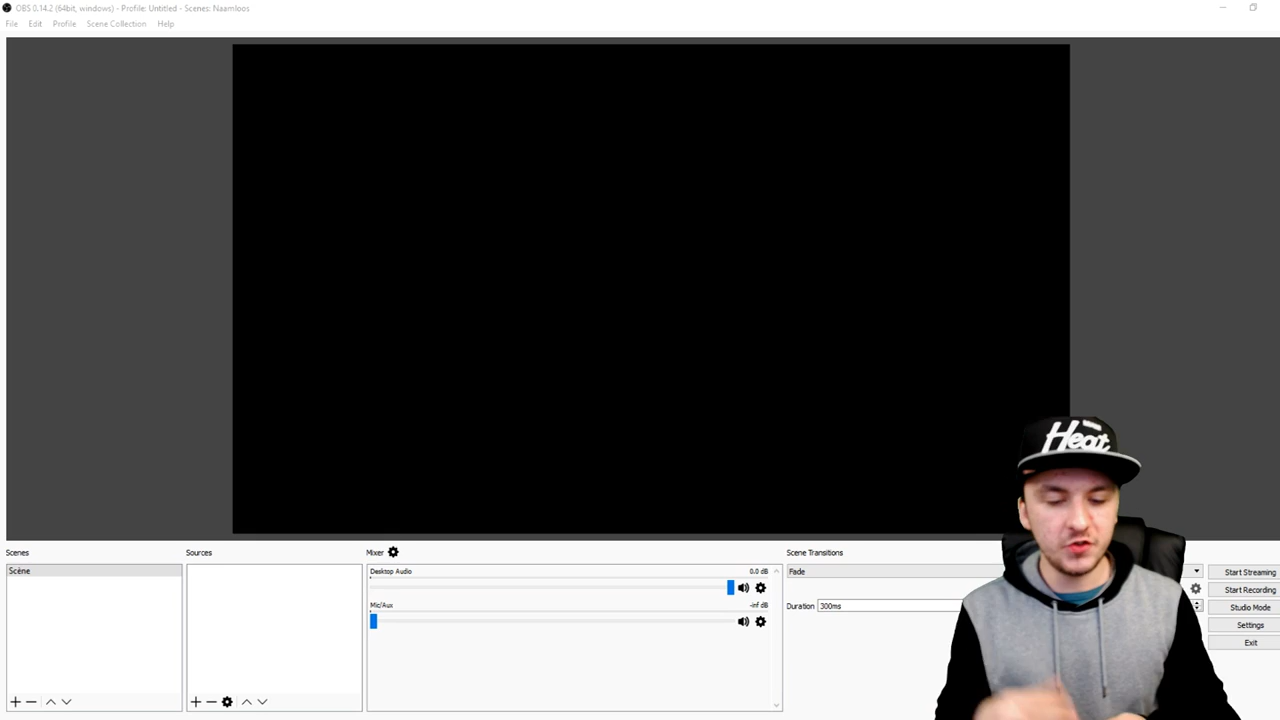 OBS 0.14.2 (64bit, windows) - Profile: Untitled - Scenes: Naamloos
File Edit Profile Scene Collection Help
Scenes Sources Mixer Scene Transitions
Scène
Desktop Audio 0.0 dB
Mic/Aux -inf dB
Fade
Duration 300ms
Start Streaming
Start Recording
Studio Mode
Settings
Exit
Heat